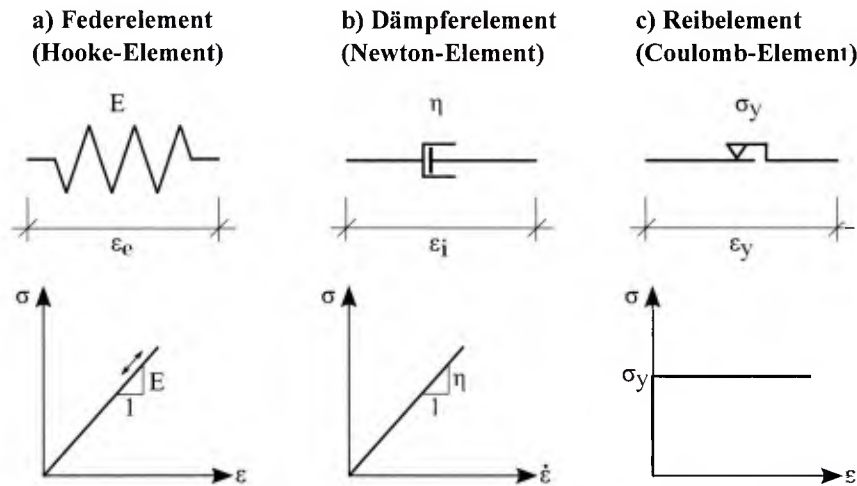 a) Federelement
(Hooke-Element)
E
εe
σ
E
1
ε
b) Dämpferelement
(Newton-Element)
η
εi
σ
η
1
ε̇
c) Reibelement
(Coulomb-Element)
σy
εy
σ
σy
ε